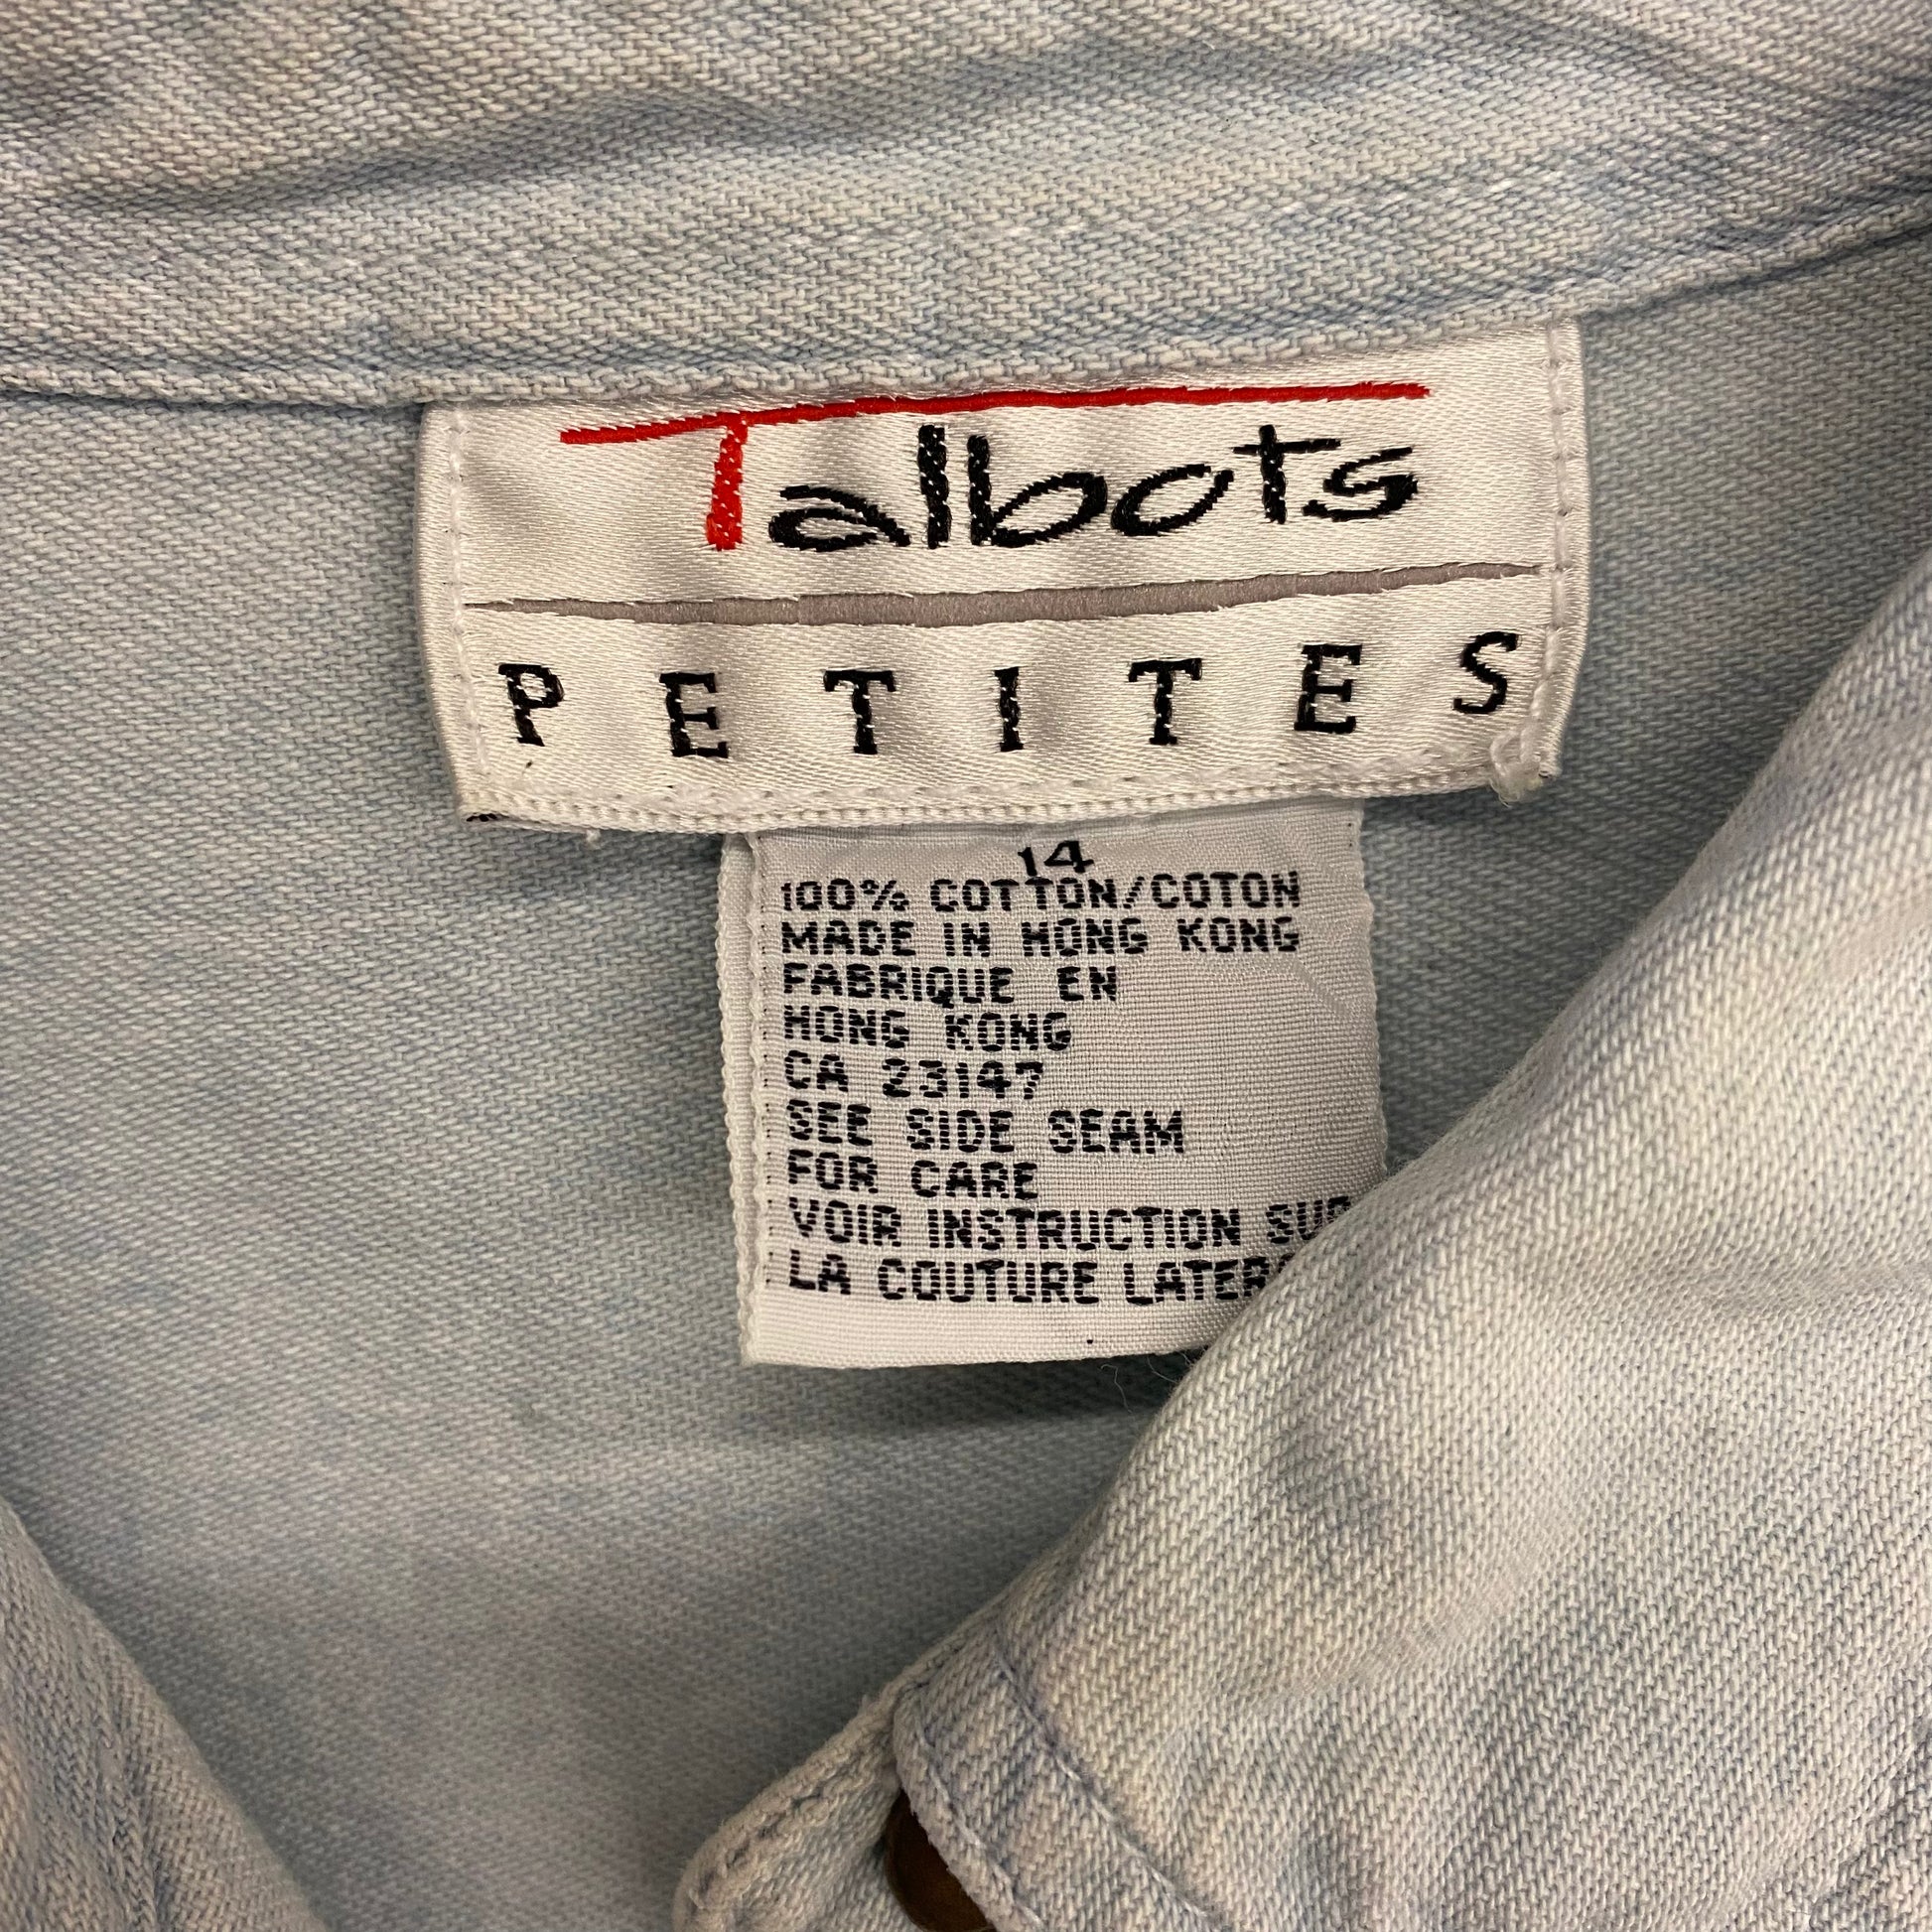 Talbots
PETITES
14
100% COTTON/COTON
MADE IN HONG KONG
FABRIQUE EN
HONG KONG
CA 23147
SEE SIDE SEAM
FOR CARE
VOIR INSTRUCTION SUR
LA COUTURE